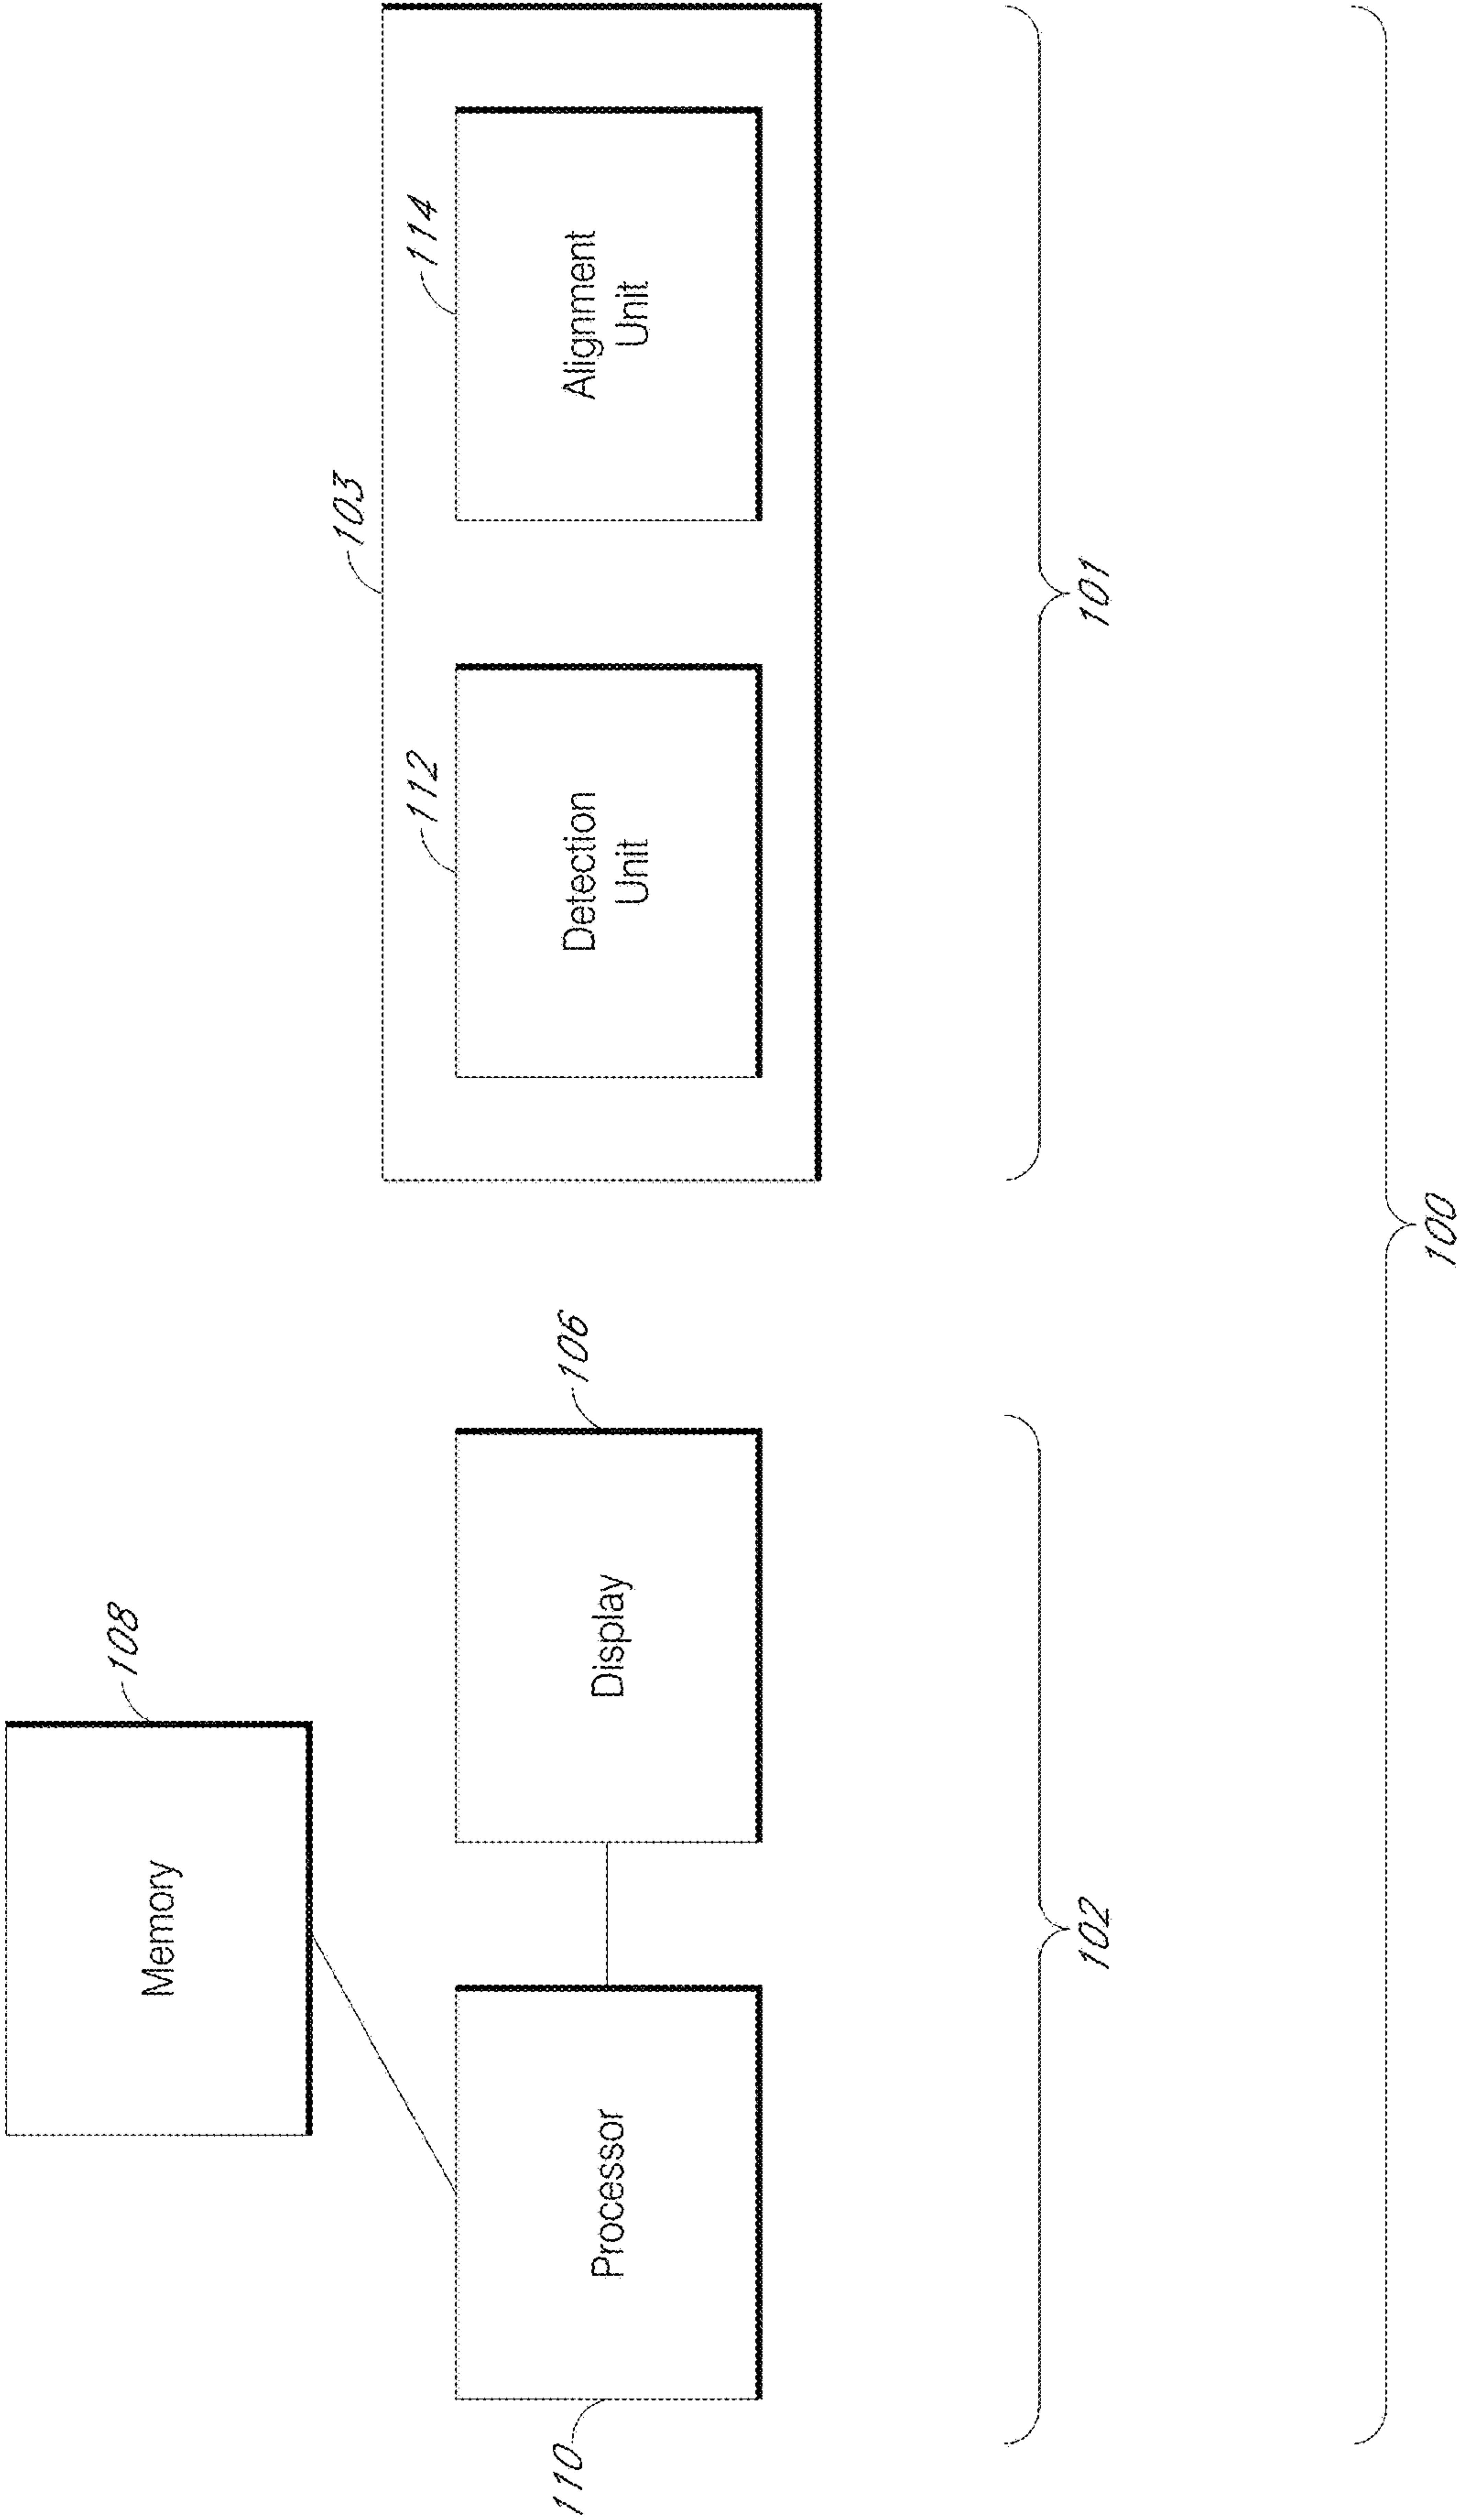 108
Memory
103
112
114
110
Processor
Display
106
Detection
Unit
Alignment
Unit
102
101
100